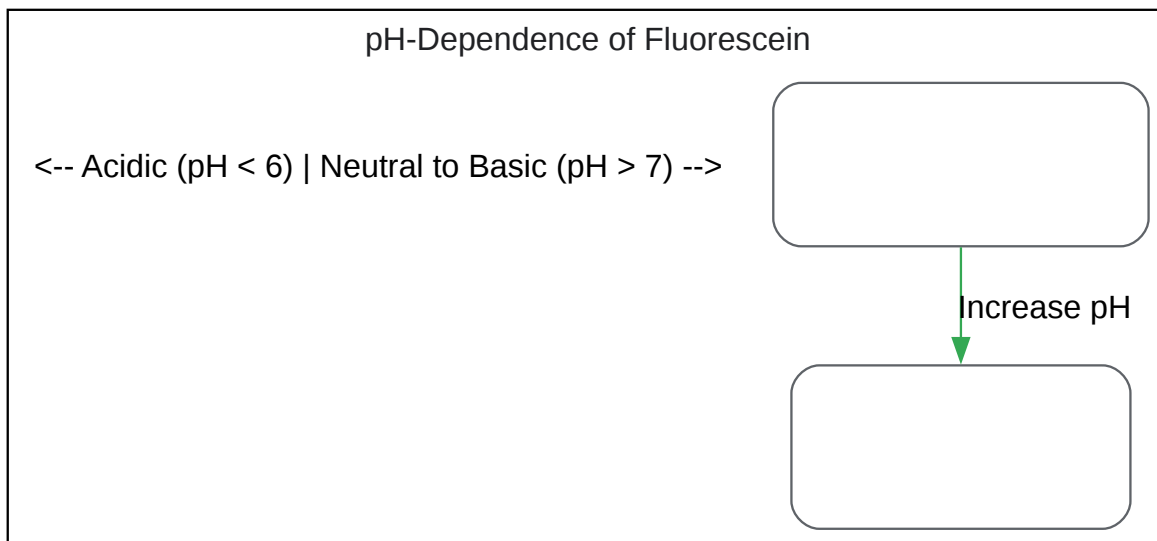 pH-Dependence of Fluorescein
<-- Acidic (pH < 6) | Neutral to Basic (pH > 7) -->
Increase pH